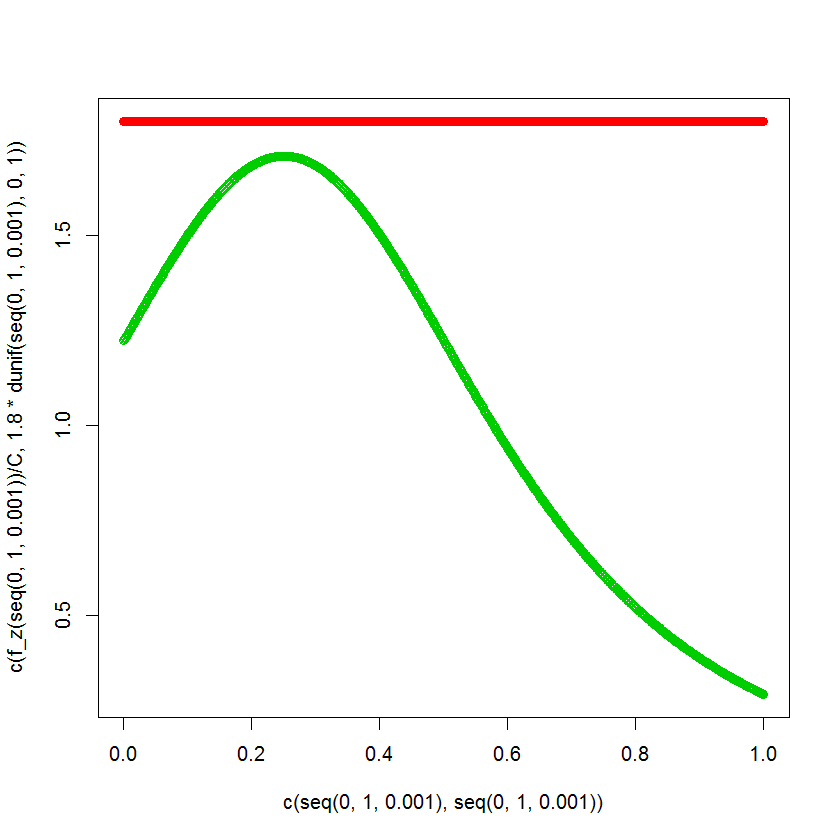 c(f_z(seq(0, 1, 0.001))/C, 1.8 * dunif(seq(0, 1, 0.001), 0, 1))
1.5
1.0
0.5
0.0 0.2 0.4 0.6 0.8 1.0
c(seq(0, 1, 0.001), seq(0, 1, 0.001))